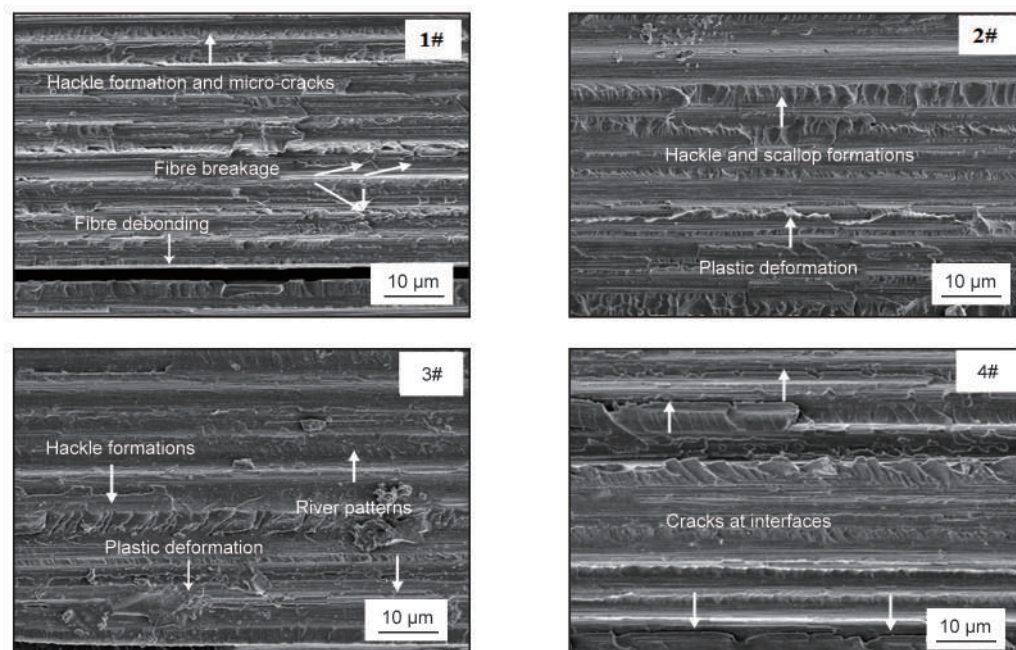 1#
Hackle formation and micro-cracks
Fibre breakage
Fibre debonding
10 μm
2#
Hackle and scallop formations
Plastic deformation
10 μm
3#
Hackle formations
River patterns
Plastic deformation
10 μm
4#
Cracks at interfaces
10 μm